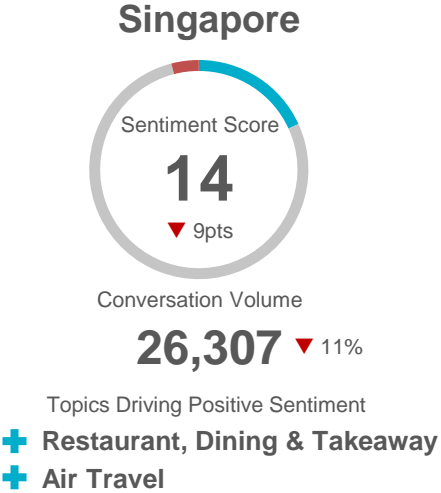 Singapore
Sentiment Score
14
▼ 9pts
Conversation Volume
26,307 ▼ 11%
Topics Driving Positive Sentiment
Restaurant, Dining & Takeaway
Air Travel